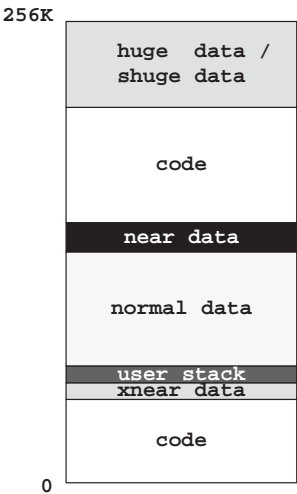 256K
huge data /
shuge data
code
near data
normal data
user stack
xnear data
code
0